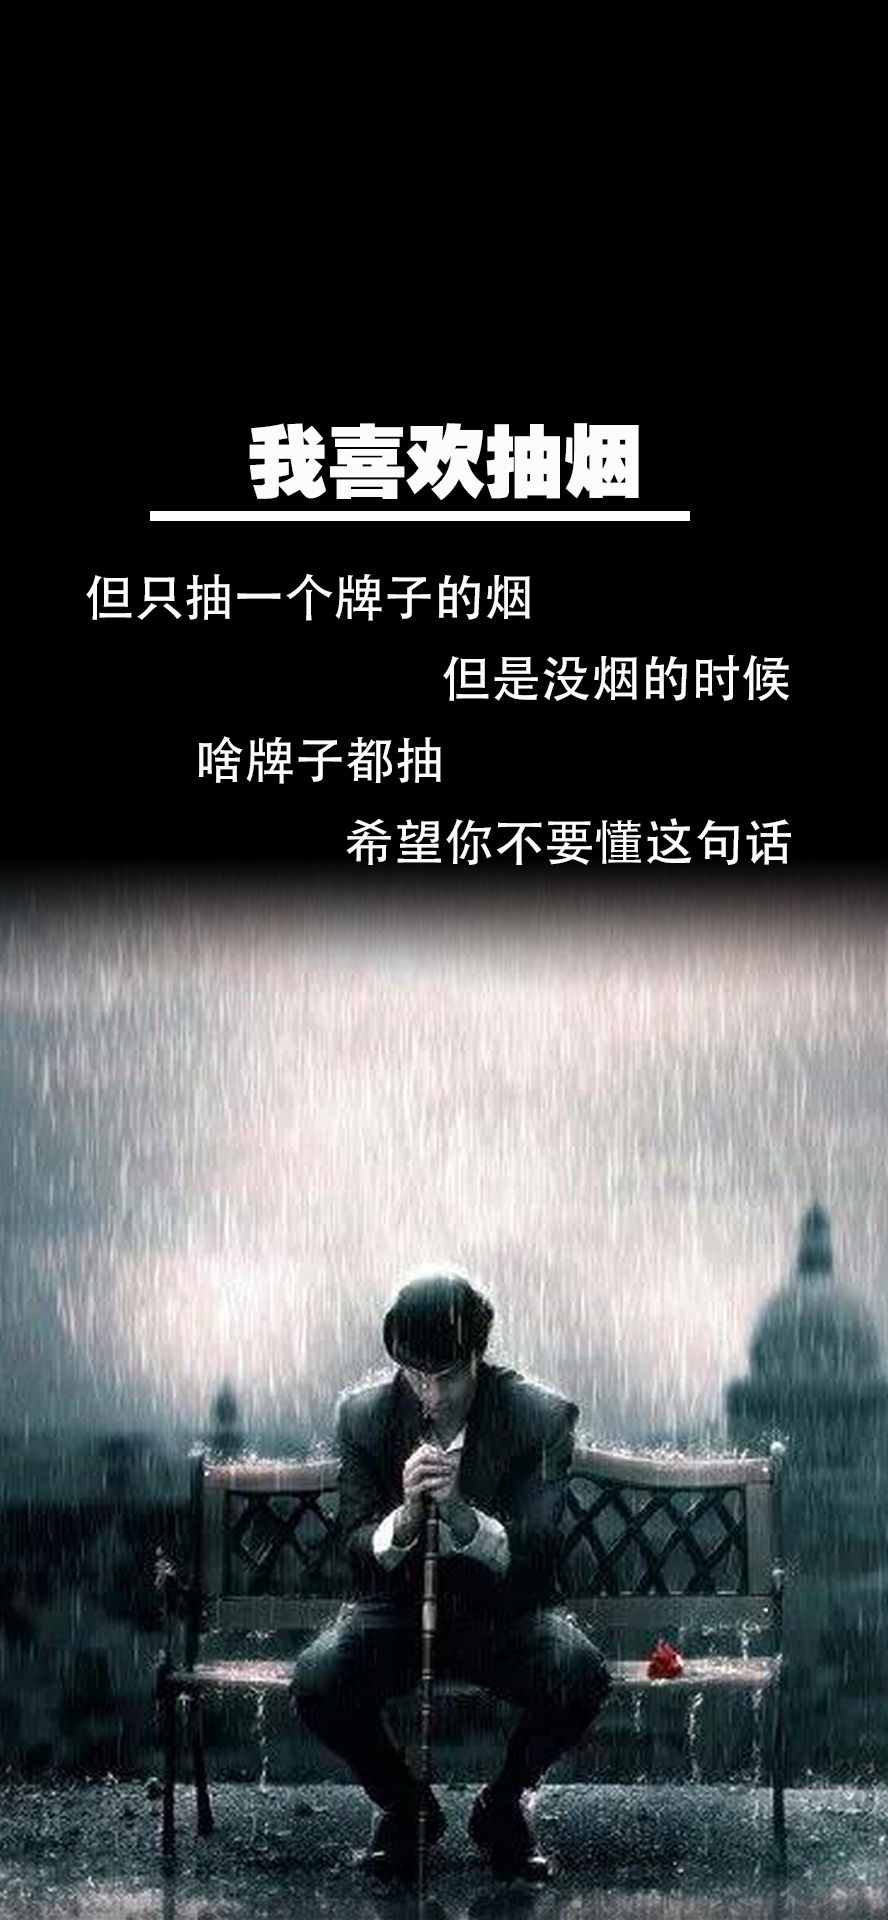 我喜欢抽烟
但只抽一个牌子的烟
但是没烟的时候
啥牌子都抽
希望你不要懂这句话